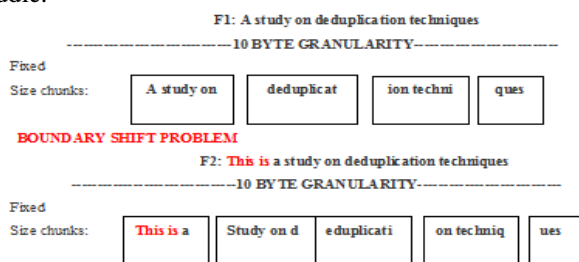 F1: A study on deduplication techniques
-----------------------------10 BYTE GRANULARITY--------------------------
Fixed
Size chunks: A study on deduplicat ion techni ques
BOUNDARY SHIFT PROBLEM
F2: This is a study on deduplication techniques
-----------------------------10 BYTE GRANULARITY--------------------------
Fixed
Size chunks: This is a Study on d eduplicati on techniq ues